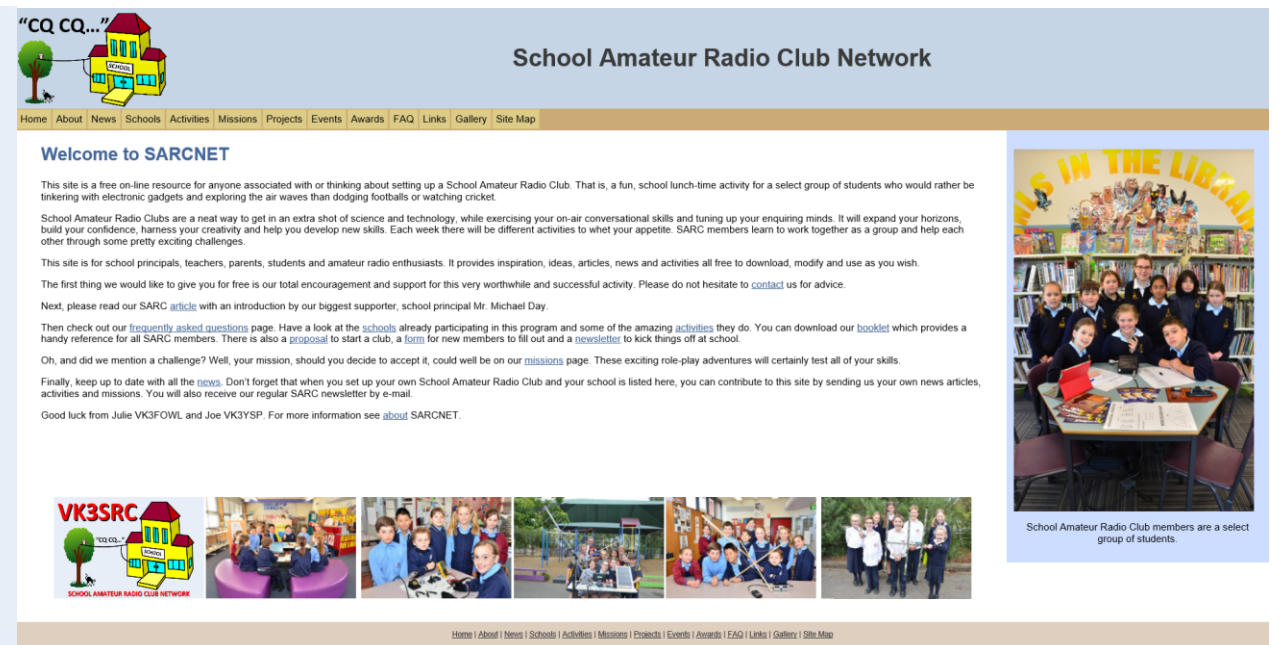 "CQ CQ..."
SCHOOL
School Amateur Radio Club Network
Home About News Schools Activities Missions Projects Events Awards FAQ Links Gallery Site Map
Welcome to SARCNET
This site is a free on-line resource for anyone associated with or thinking about setting up a School Amateur Radio Club. That is, a fun, school lunch-time activity for a select group of students who would rather be
tinkering with electronic gadgets and exploring the air waves than dodging footballs or watching cricket.
School Amateur Radio Clubs are a neat way to get in an extra shot of science and technology, while exercising your on-air conversational skills and tuning up your enquiring minds. It will expand your horizons,
build your confidence, harness your creativity and help you develop new skills. Each week there will be different activities to whet your appetite. SARC members learn to work together as a group and help each
other through some pretty exciting challenges.
This site is for school principals, teachers, parents, students and amateur radio enthusiasts. It provides inspiration, ideas, articles, news and activities all free to download, modify and use as you wish.
The first thing we would like to give you for free is our total encouragement and support for this very worthwhile and successful activity. Please do not hesitate to contact us for advice.
Next, please read our SARC article with an introduction by our biggest supporter, school principal Mr. Michael Day.
Then check out our frequently asked questions page. Have a look at the schools already participating in this program and some of the amazing activities they do. You can download our booklet which provides a
handy reference for all SARC members. There is also a proposal to start a club, a form for new members to fill out and a newsletter to kick things off at school.
Oh, and did we mention a challenge? Well, your mission, should you decide to accept it, could well be on our missions page. These exciting role-play adventures will certainly test all of your skills.
Finally, keep up to date with all the news. Don't forget that when you set up your own School Amateur Radio Club and your school is listed here, you can contribute to this site by sending us your own news articles,
activities and missions. You will also receive our regular SARC newsletter by e-mail.
Good luck from Julie VK3FOWL and Joe VK3YSP. For more information see about SARCNET.
IN THE LIBRA
School Amateur Radio Club members are a select
group of students.
VK3SRC
"CQ CQ..."
SCHOOL
SCHOOL AMATEUR RADIO CLUB NETWORK
Home | About | News | Schools | Activities | Missions | Projects | Events | Awards | FAQ | Links | Gallery | Site Map